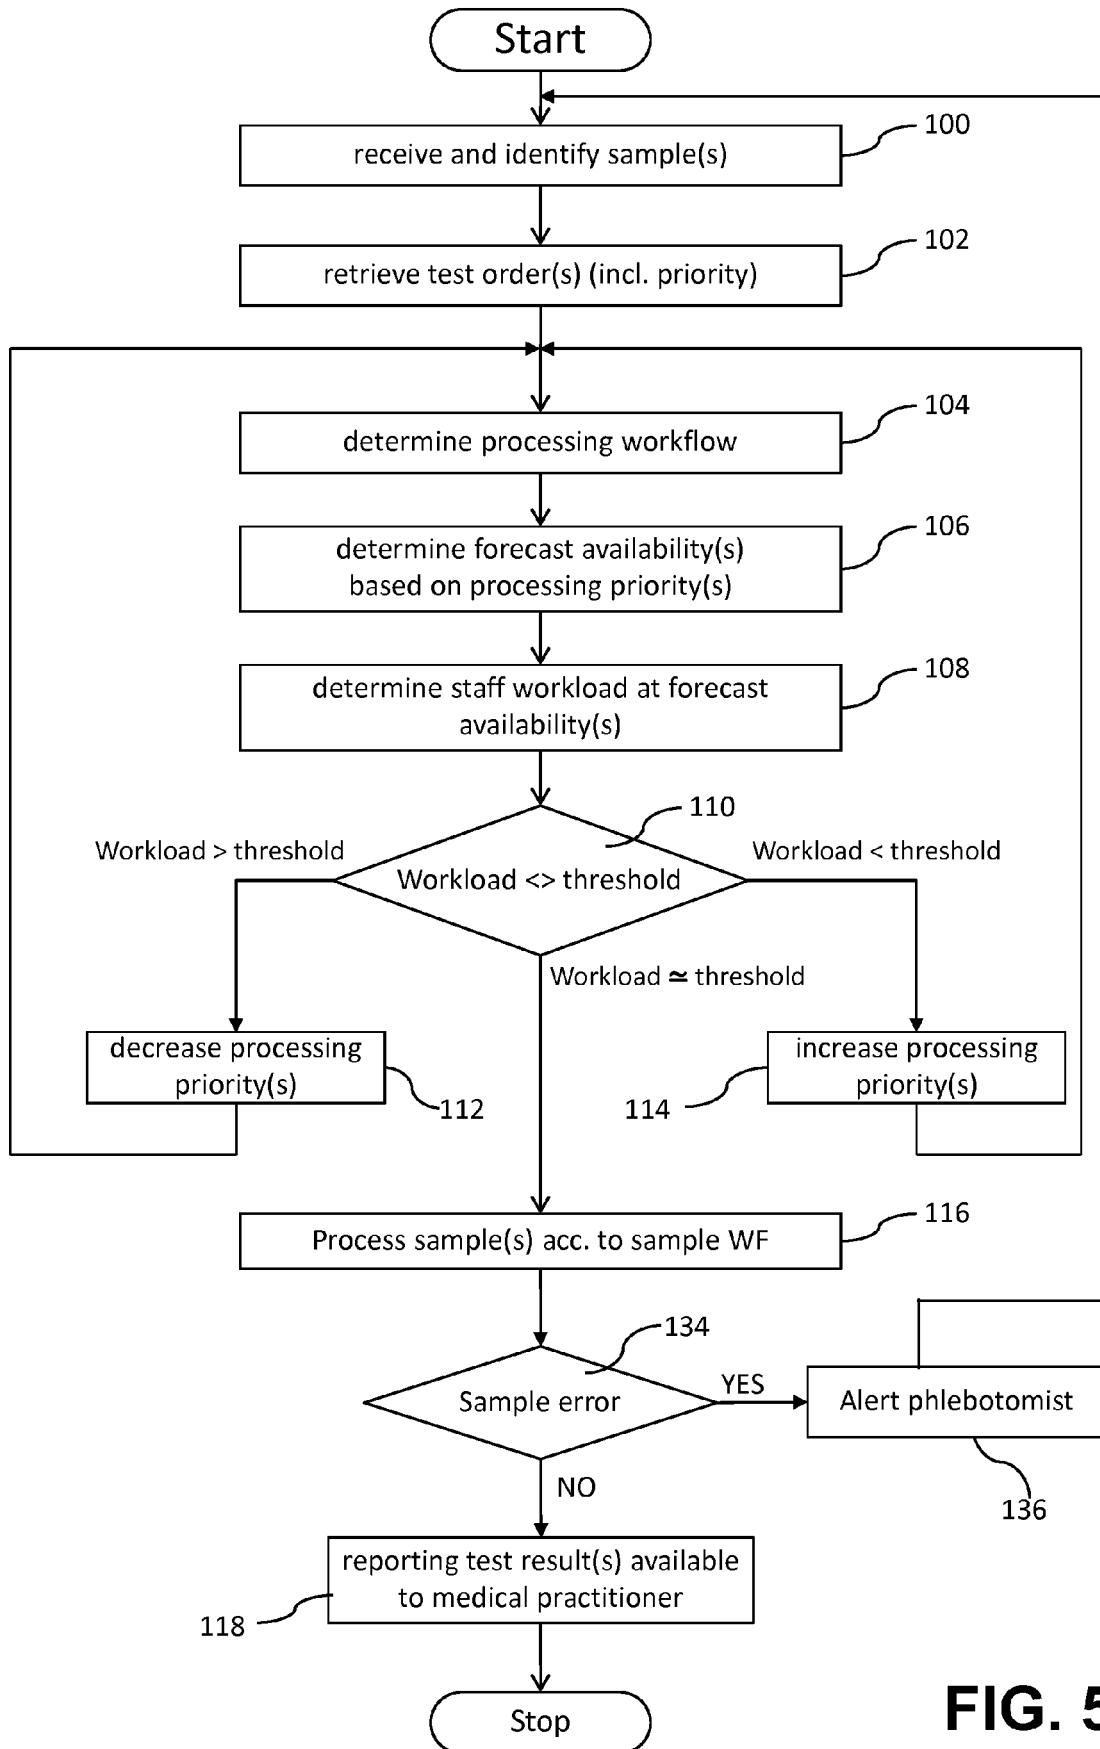 Start
receive and identify sample(s)
100
retrieve test order(s) (incl. priority)
102
determine processing workflow
104
determine forecast availability(s)
based on processing priority(s)
106
determine staff workload at forecast
availability(s)
108
110
Workload > threshold
Workload <> threshold
Workload < threshold
Workload ≃ threshold
decrease processing
priority(s)
112
increase processing
priority(s)
114
Process sample(s) acc. to sample WF
116
134
Sample error
YES
Alert phlebotomist
136
NO
reporting test result(s) available
to medical practitioner
118
Stop
FIG. 5